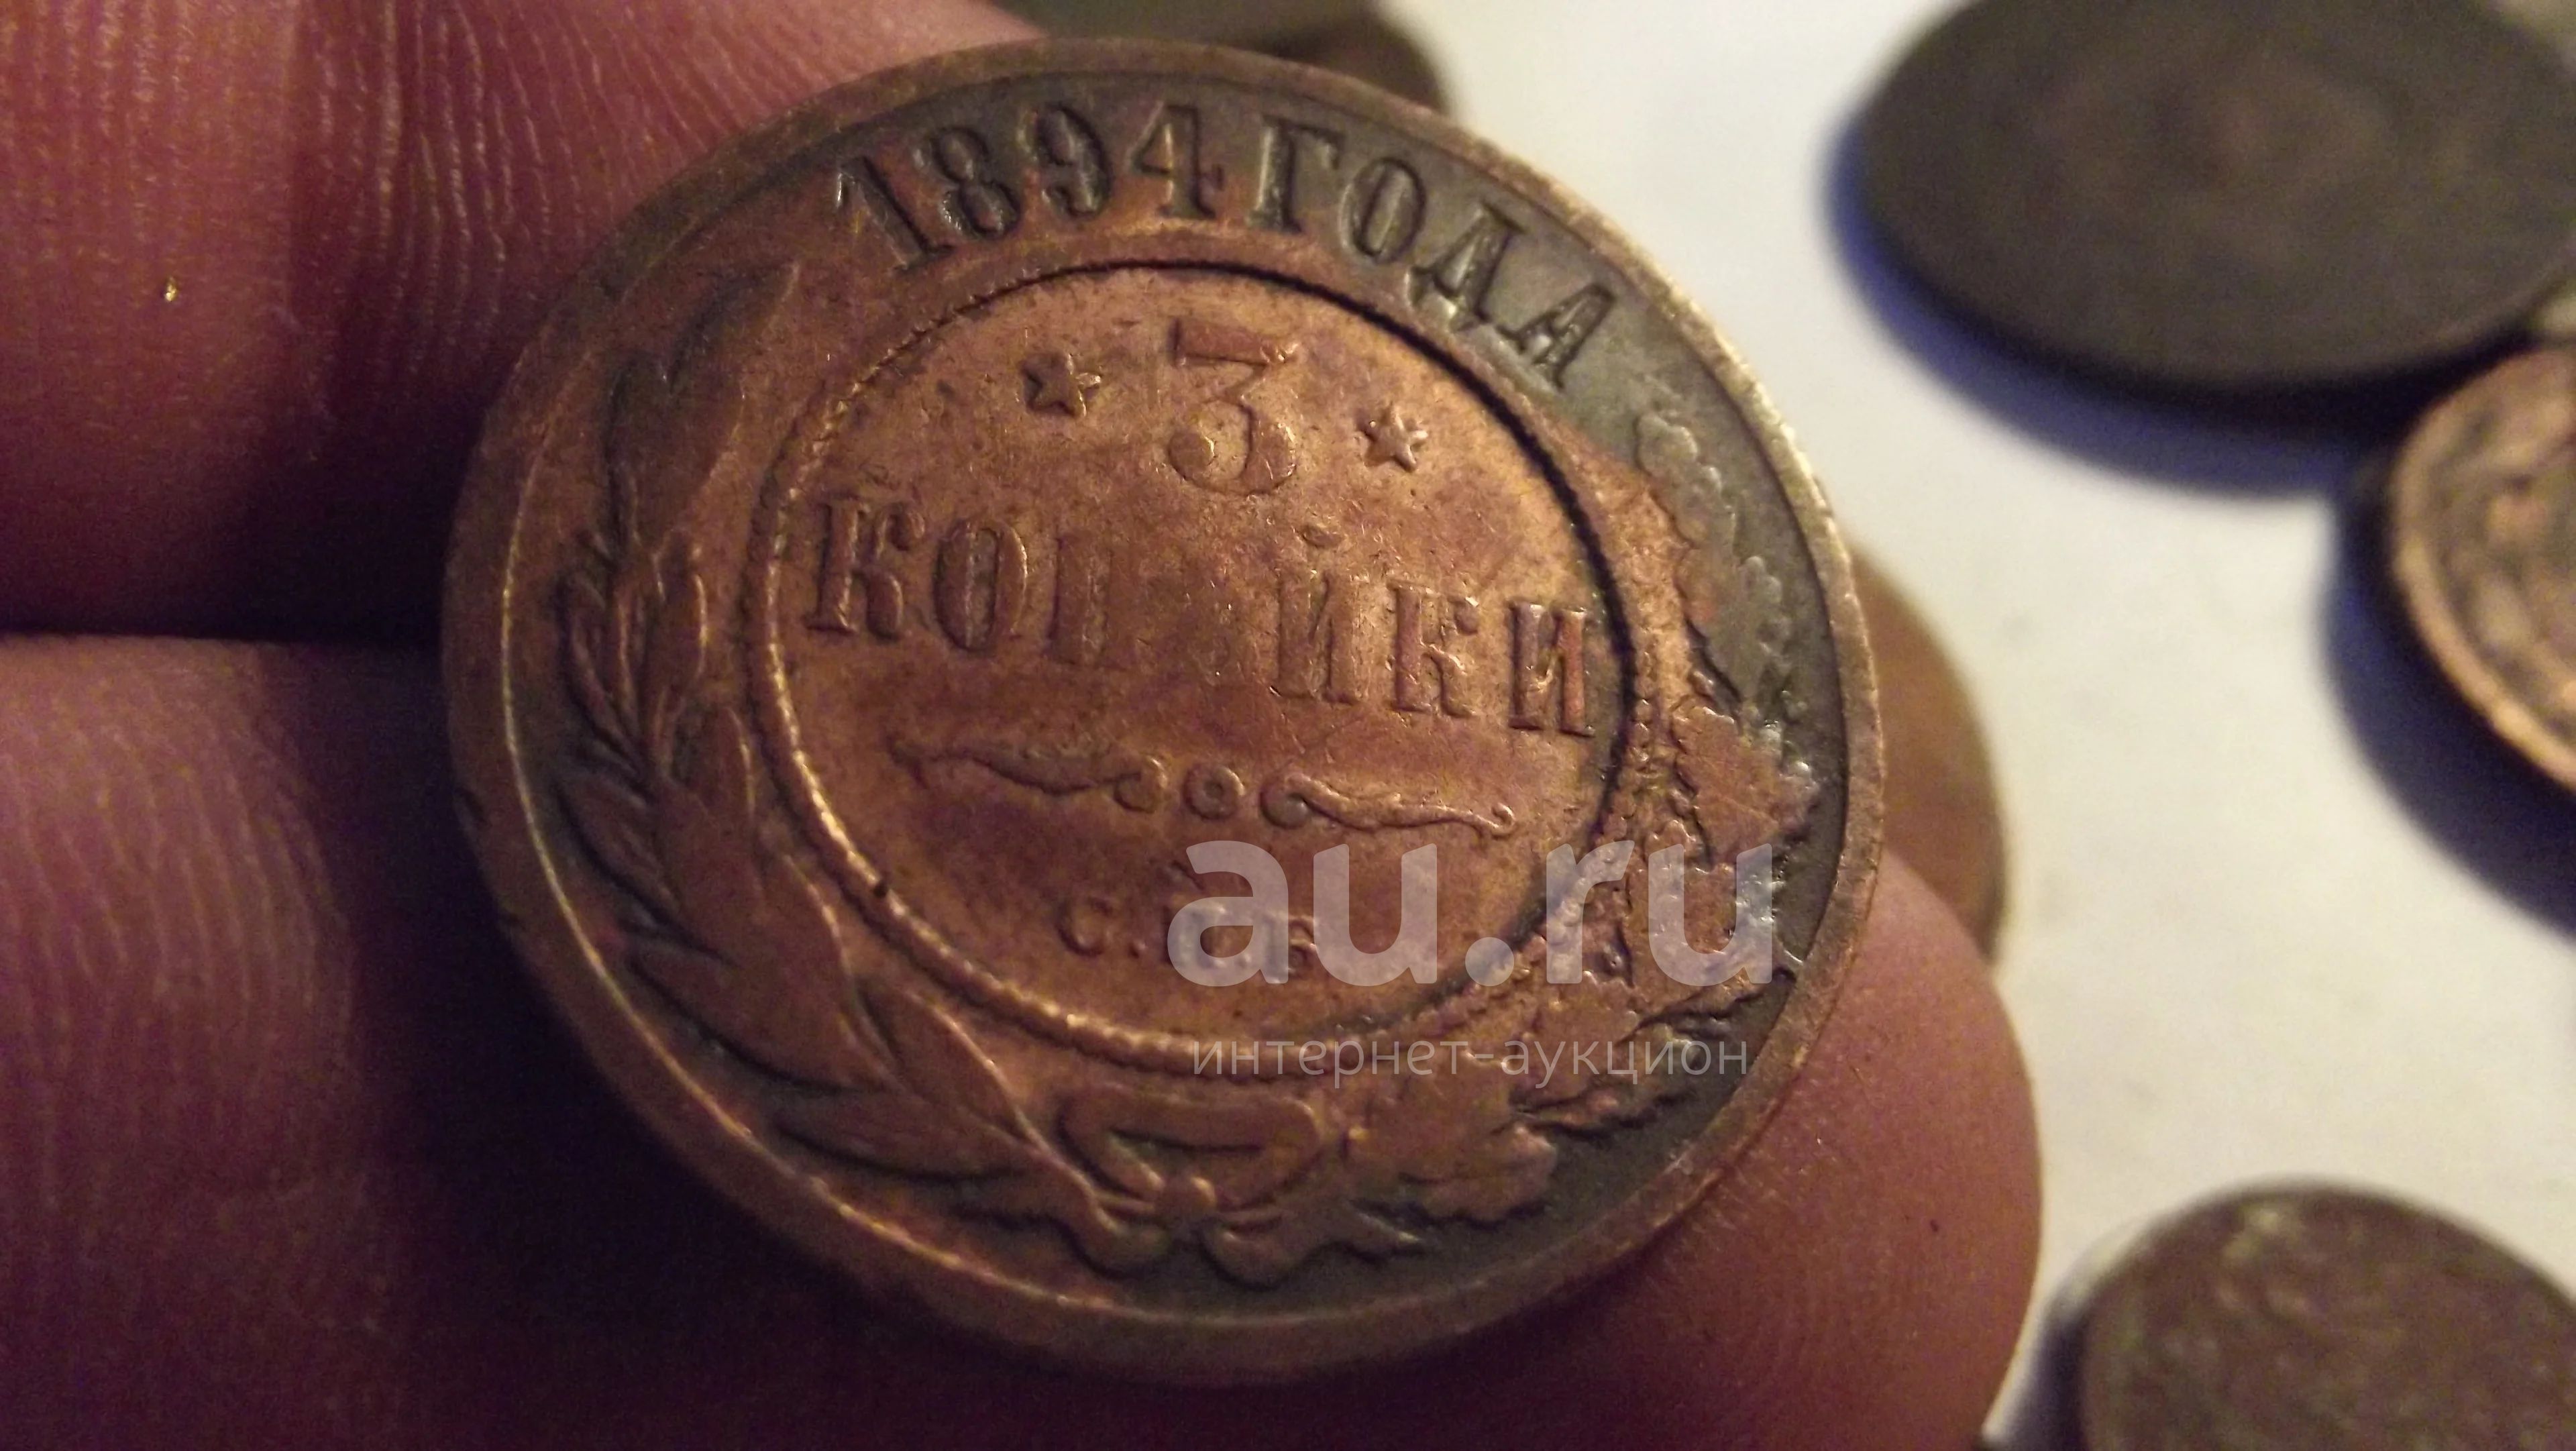 1894 ГОДА
3
КОПѢЙКИ
С.П.Б
au.ru
интернет-аукцион